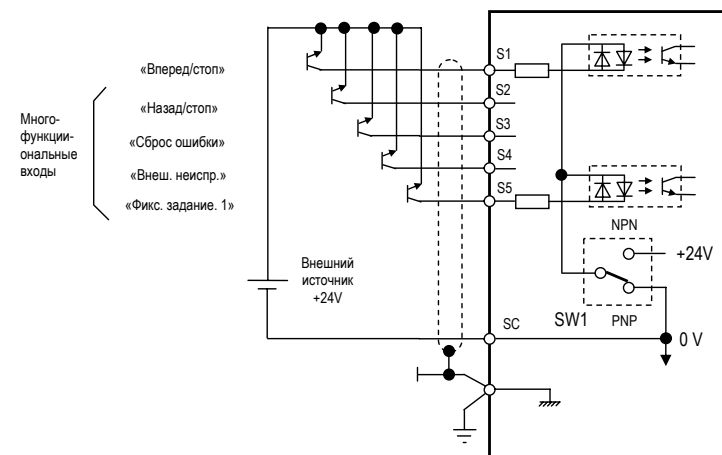 «Вперед/стоп»
«Назад/стоп»
«Сброс ошибки»
«Внеш. неиспр.»
«Фикс. задание. 1»
Много-
функции-
ональные
входы
S1
S2
S3
S4
S5
Внешний
источник
+24V
NPN
+24V
SW1
PNP
SC
0 V